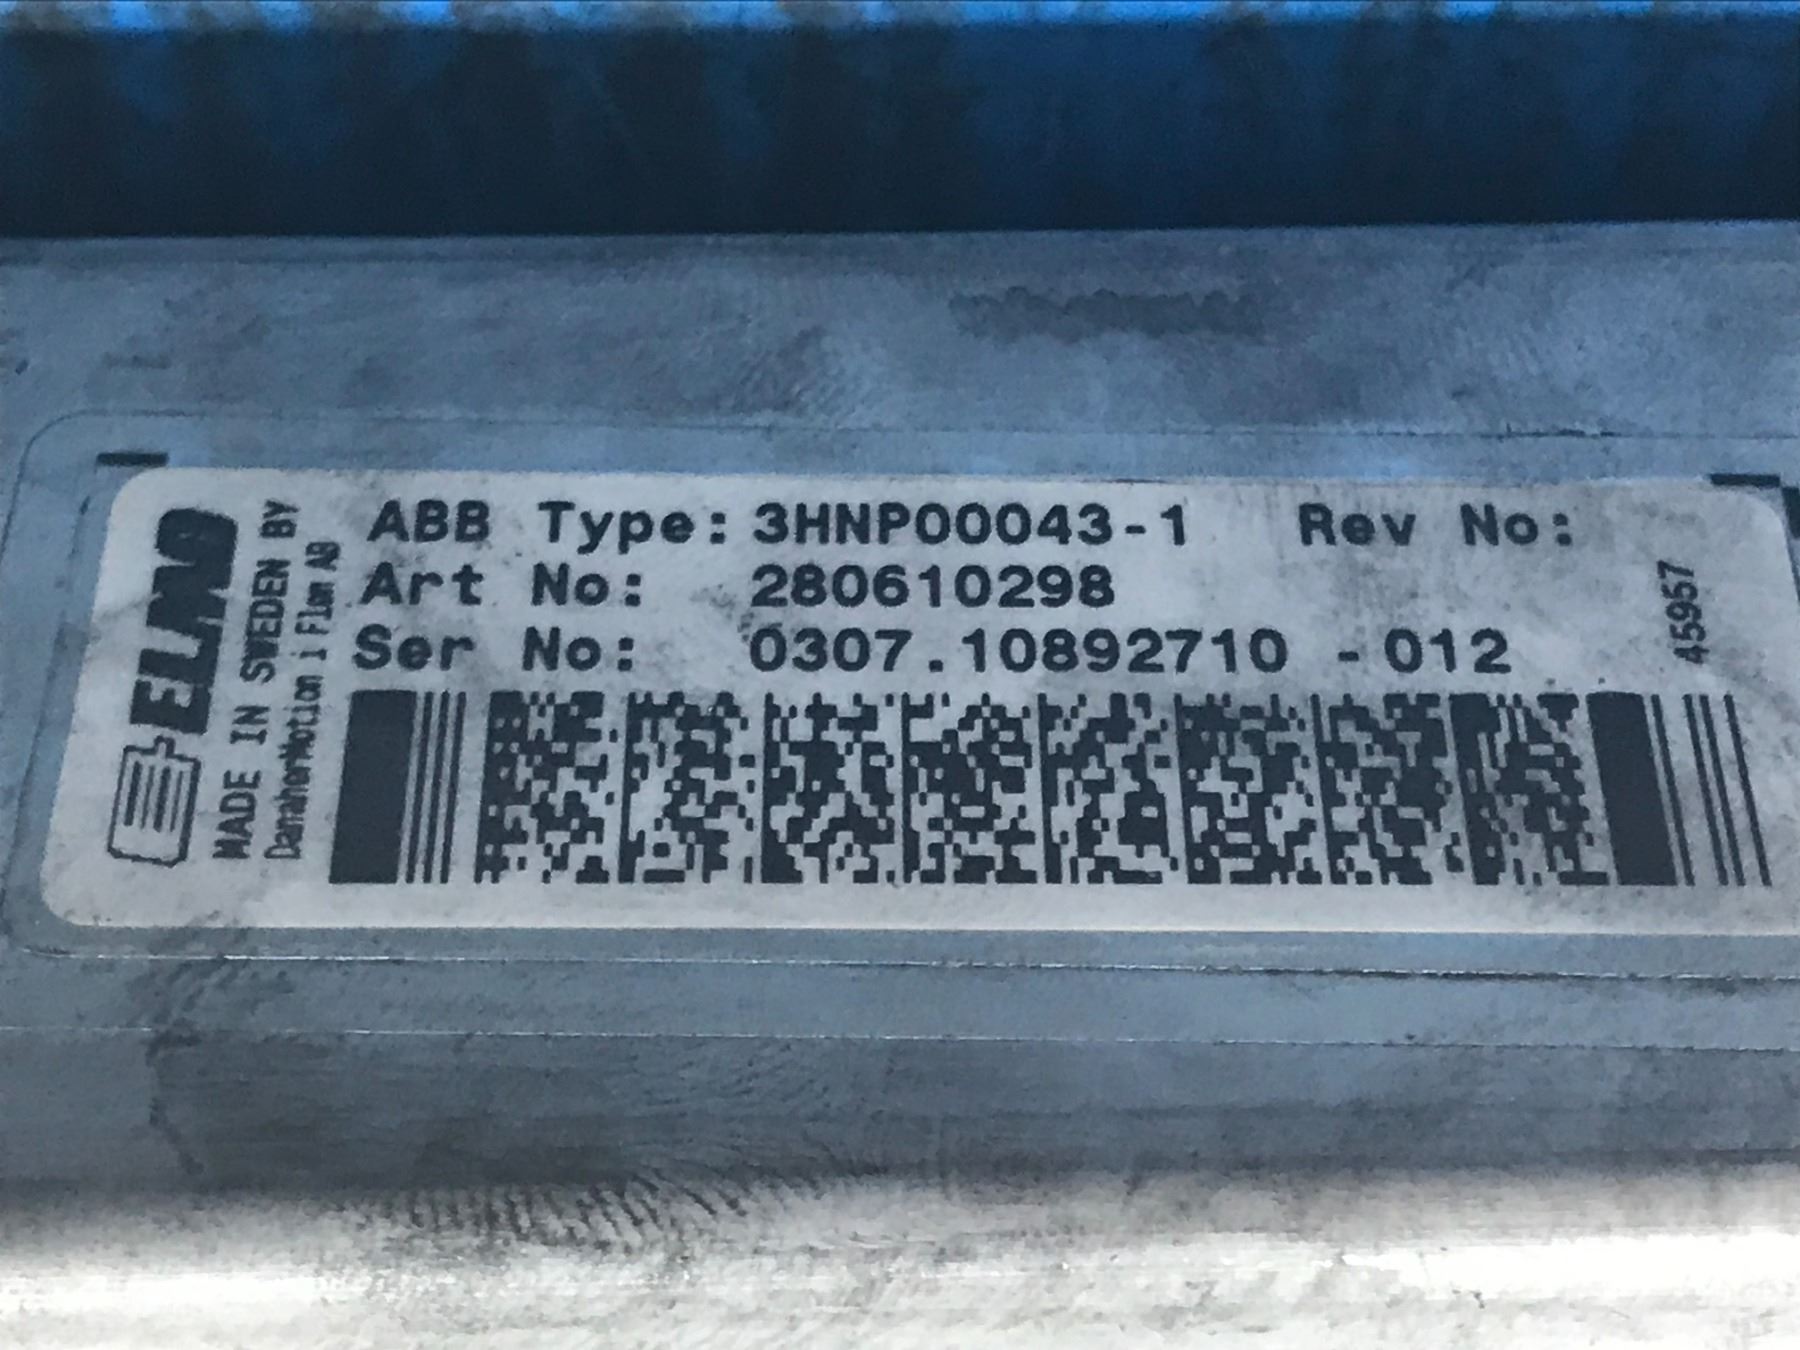 ELMO
MADE IN SWEDEN BY
DanaherMotion i Flen AB
ABB Type: 3HNP00043-1 Rev No:
Art No: 280610298
Ser No: 0307.10892710 -012
45957